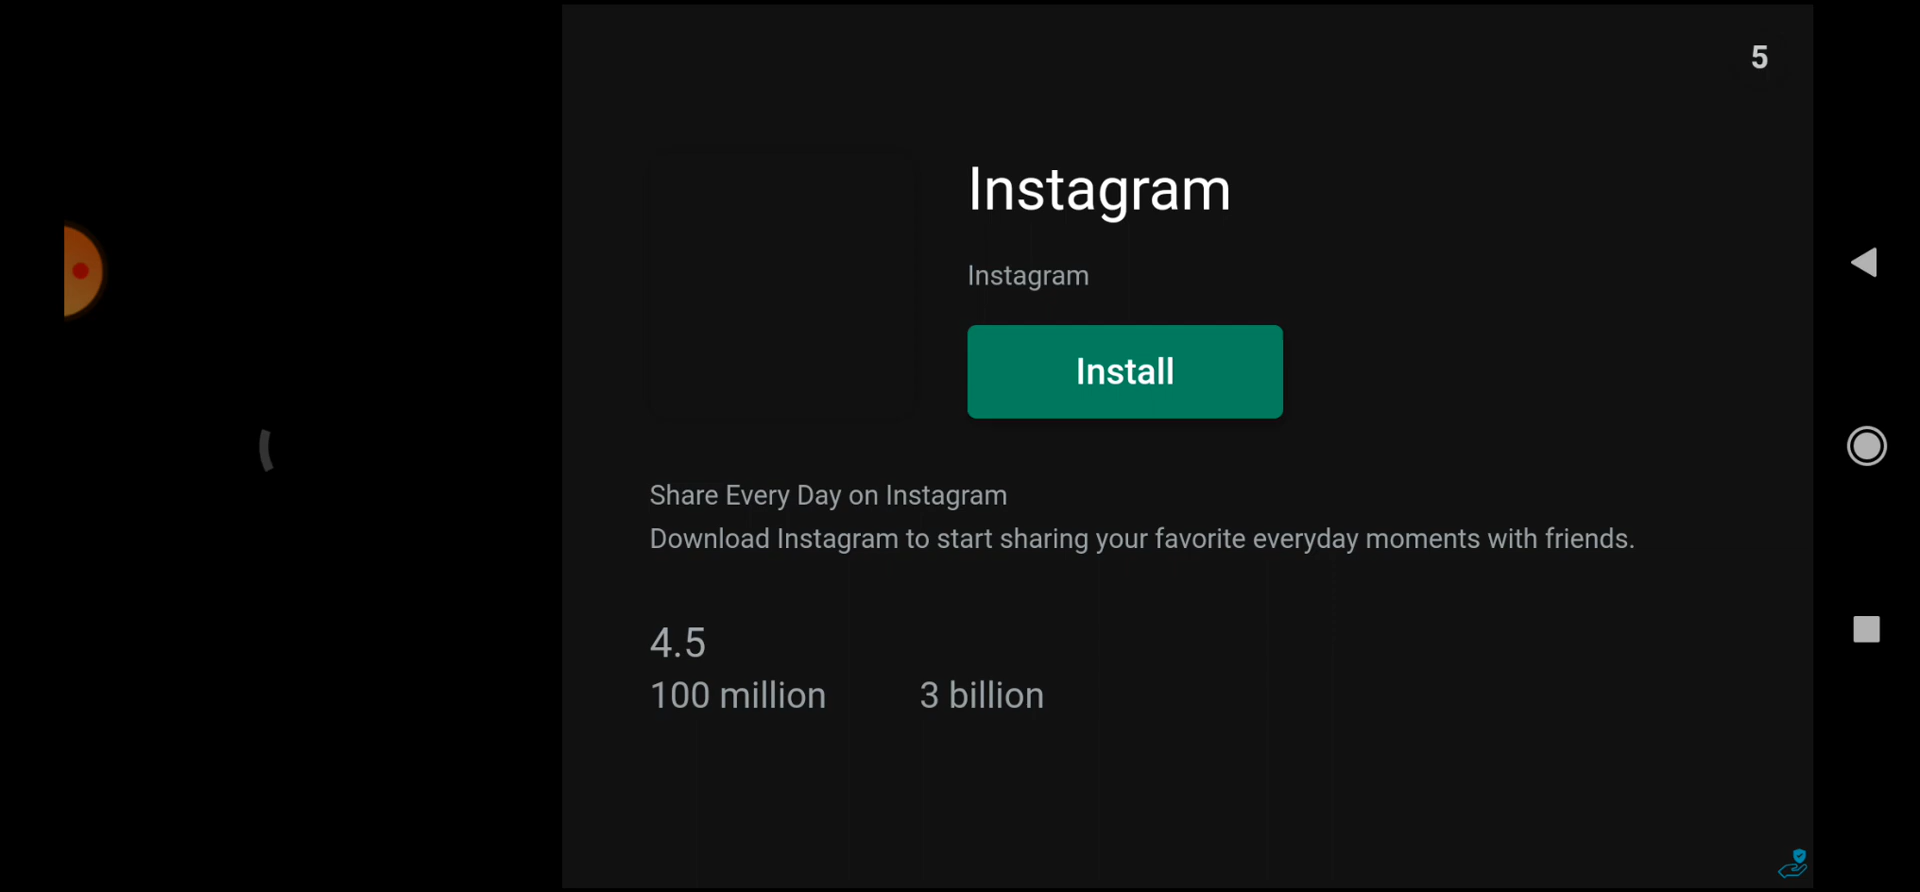 5
Instagram
Instagram
Install
Share Every Day on Instagram
Download Instagram to start sharing your favorite everyday moments with friends.
4.5
100 million 3 billion